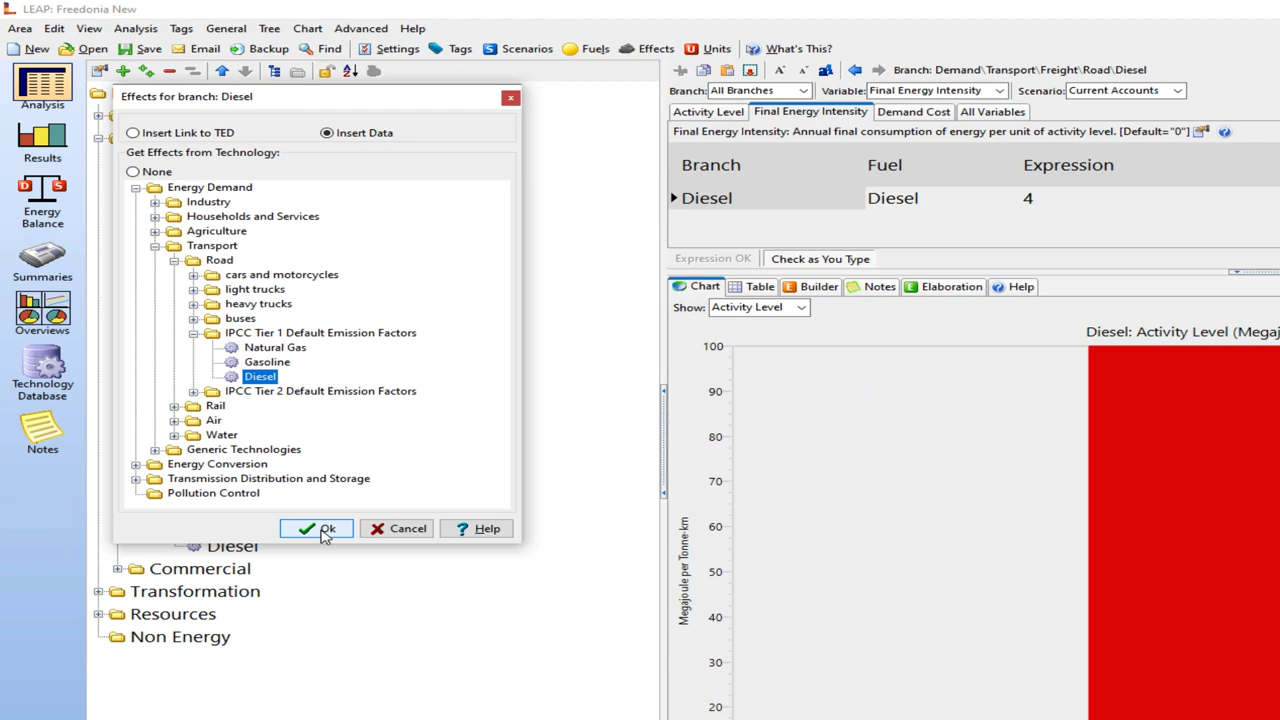 LEAP: Freedonia New
Area Edit View Analysis Tags General Tree Chart Advanced Help
New Open Save Email Backup Find Settings Tags Scenarios Fuels Effects Units What's This?
Analysis
Results
Energy Balance
Summaries
Overviews
Technology Database
Notes
Effects for branch: Diesel
Insert Link to TED Insert Data
Get Effects from Technology:
None
Energy Demand
Industry
Households and Services
Agriculture
Transport
Road
cars and motorcycles
light trucks
heavy trucks
buses
IPCC Tier 1 Default Emission Factors
Natural Gas
Gasoline
Diesel
IPCC Tier 2 Default Emission Factors
Rail
Air
Water
Generic Technologies
Energy Conversion
Transmission Distribution and Storage
Pollution Control
Ok Cancel Help
Diesel
Commercial
Transformation
Resources
Non Energy
Branch: Demand\Transport\Freight\Road\Diesel
Branch: All Branches Variable: Final Energy Intensity Scenario: Current Accounts
Activity Level Final Energy Intensity Demand Cost All Variables
Final Energy Intensity: Annual final consumption of energy per unit of activity level. [Default="0"]
Branch Fuel Expression
Diesel Diesel 4
Expression OK Check as You Type
Chart Table Builder Notes Elaboration Help
Show: Activity Level
Diesel: Activity Level (Mega
Megajoule per Tonne-km
100
90
80
70
60
50
40
30
20